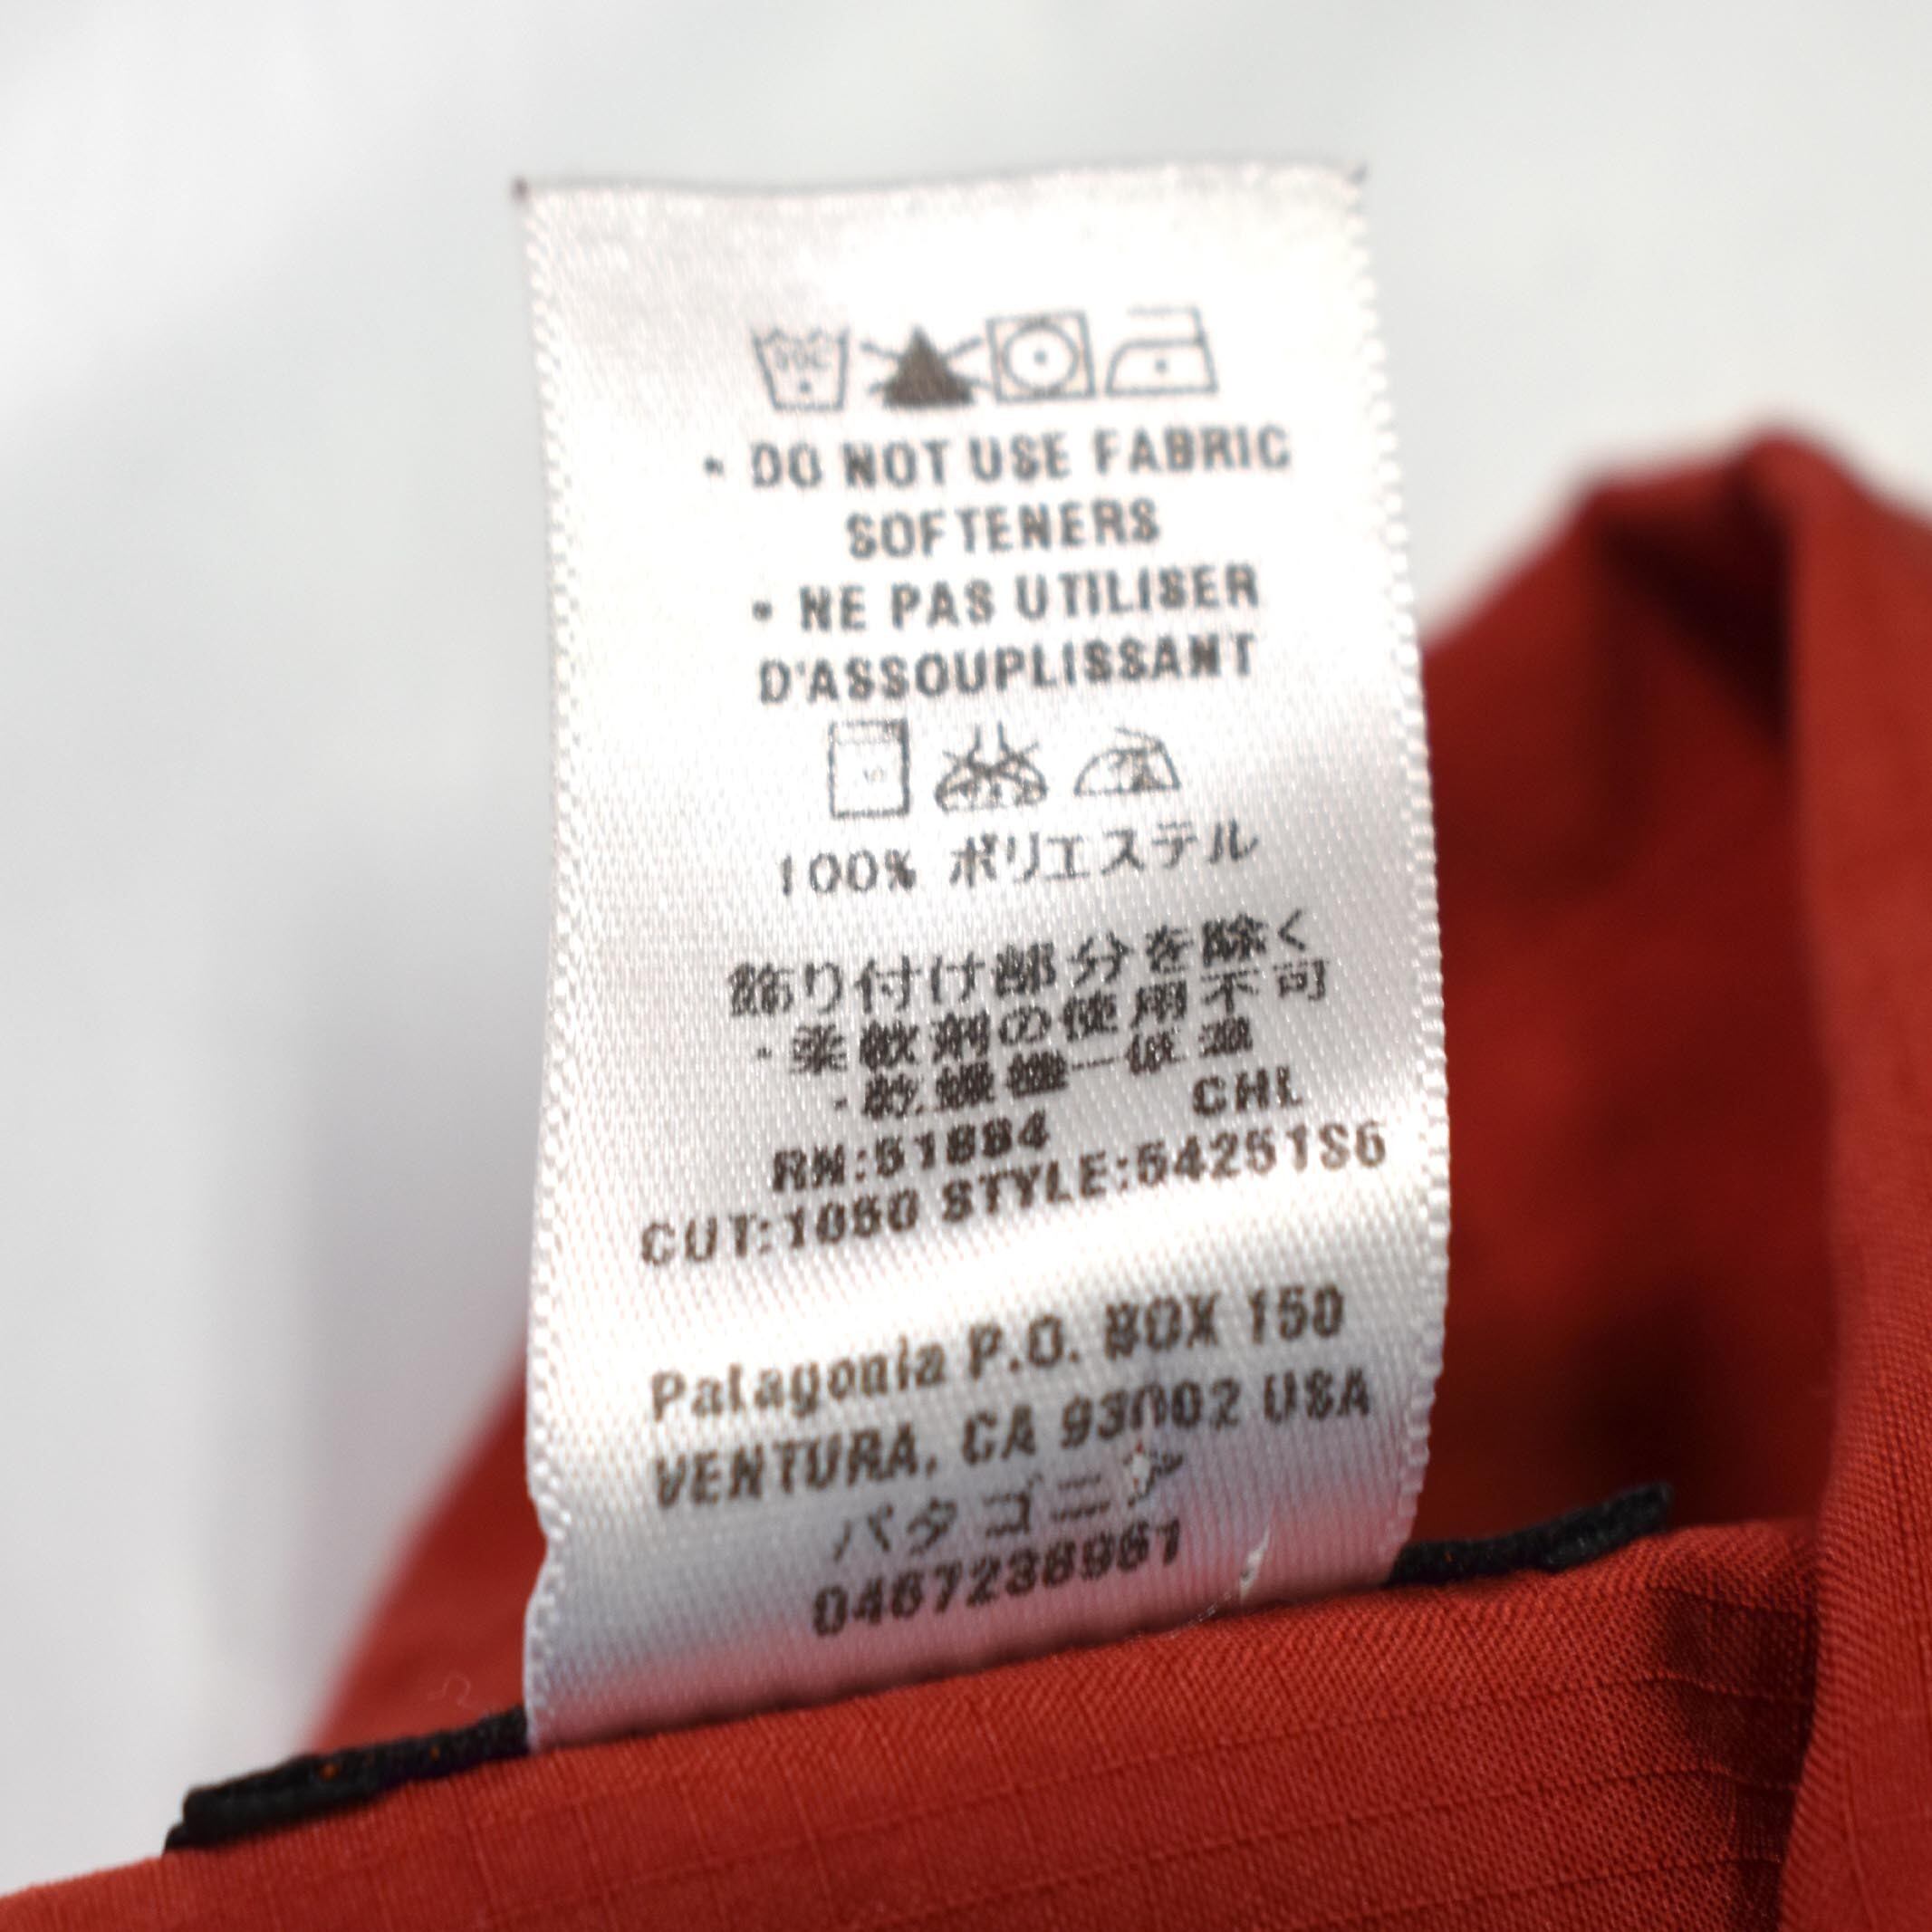 • DO NOT USE FABRIC
SOFTENERS
• NE PAS UTILISER
D'ASSOUPLISSANT
100% ポリエステル
飾り付け部分を除く
・柔軟剤の使用不可
・乾燥機一低温
CHL
RN:51884
CUT:1050 STYLE:54251S6
Patagonia P.O. BOX 150
VENTURA, CA 93002 USA
パタゴニア
0467238961